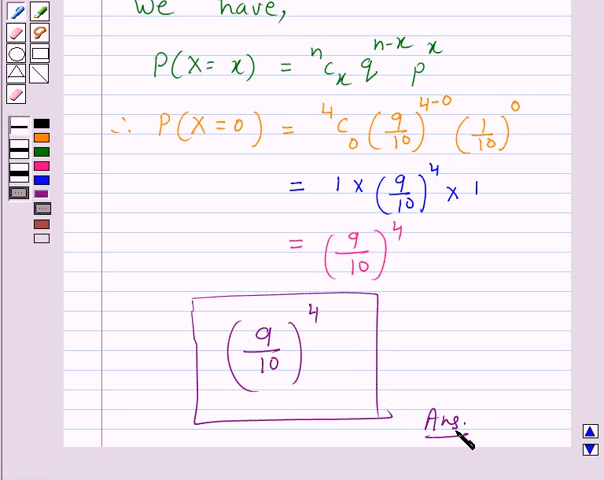 We have,
P(X = x) = ⁿCₓ qⁿ⁻ˣ pˣ
∴ P(X = 0) = ⁴C₀ (9/10)⁴⁻⁰ (1/10)⁰
= 1 × (9/10)⁴ × 1
= (9/10)⁴
(9/10)⁴
Ans.